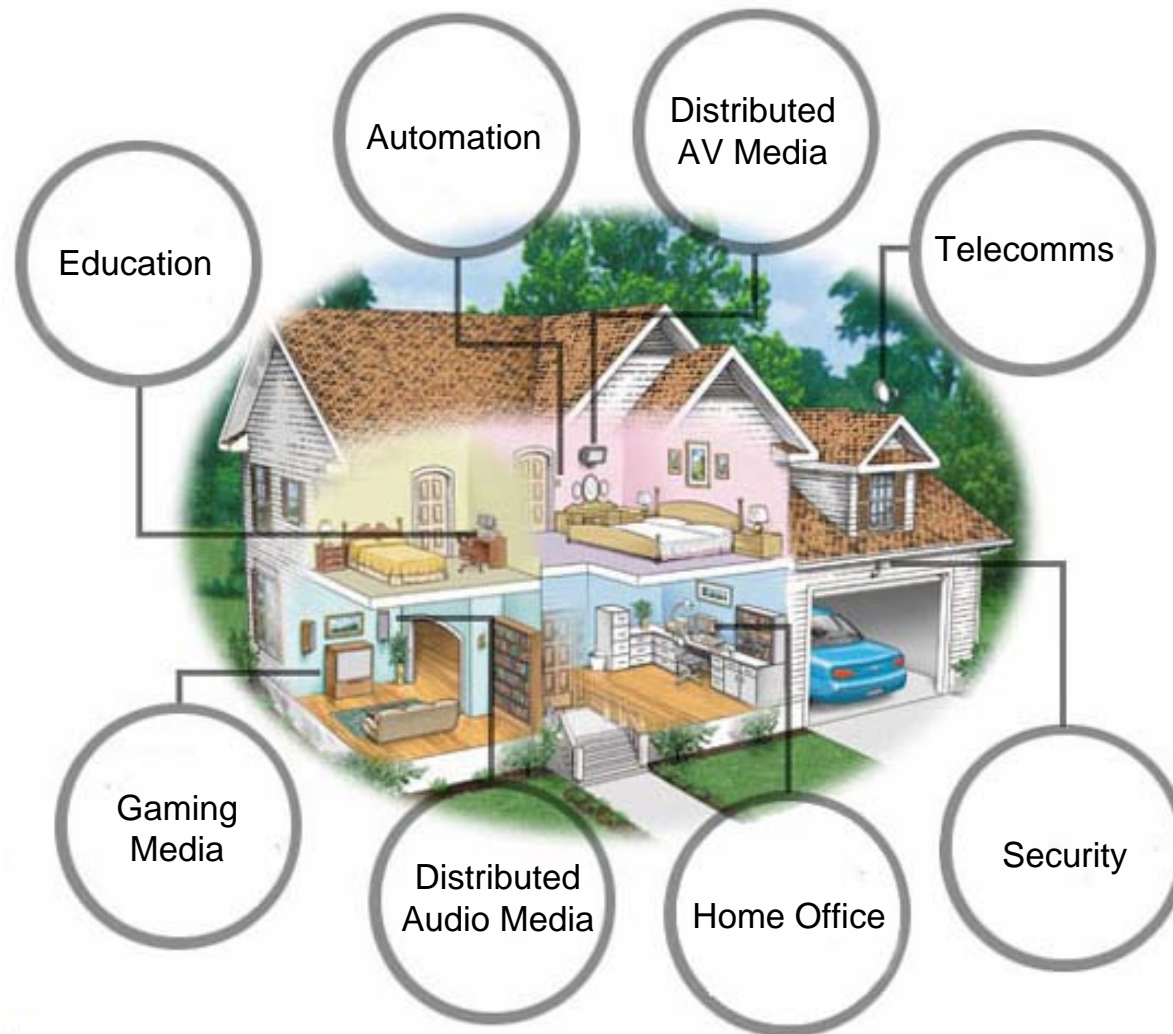 Automation
Distributed
AV Media
Education
Telecomms
Gaming
Media
Distributed
Audio Media
Home Office
Security